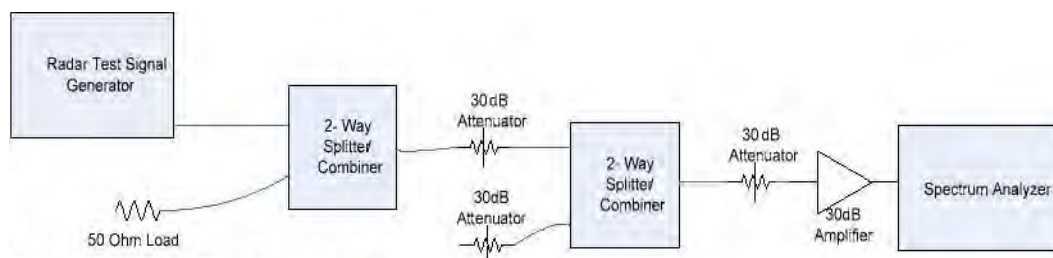 Radar Test Signal
Generator
50 Ohm Load
2- Way
Splitter/
Combiner
30dB
Attenuator
30dB
Attenuator
2- Way
Splitter/
Combiner
30dB
Attenuator
30dB
Amplifier
Spectrum Analyzer